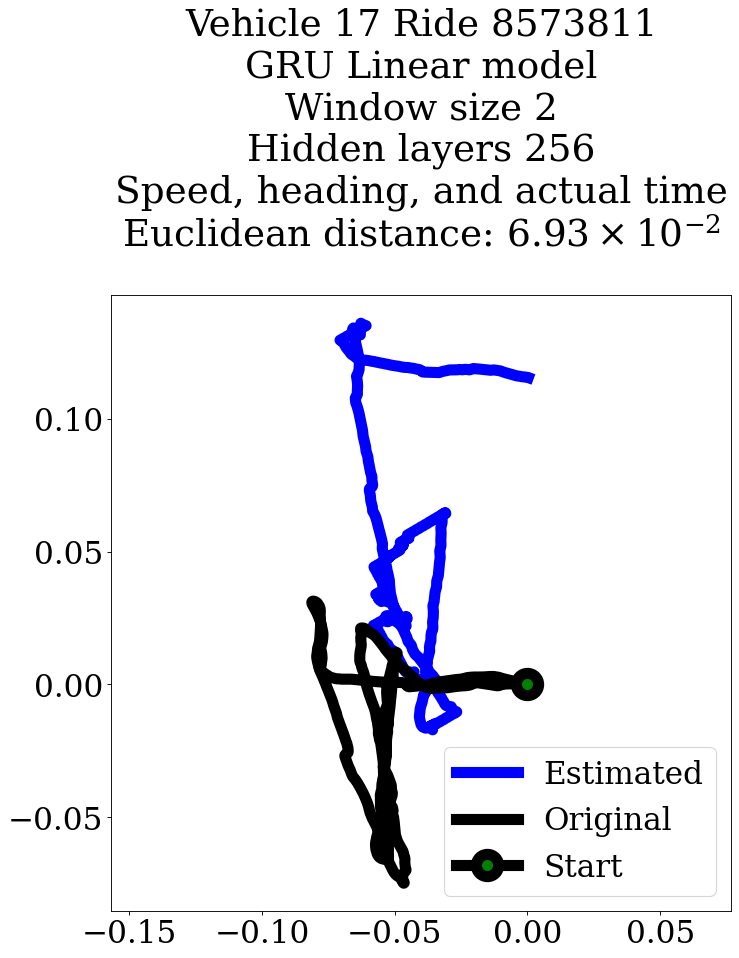 Vehicle 17 Ride 8573811
GRU Linear model
Window size 2
Hidden layers 256
Speed, heading, and actual time
Euclidean distance: 6.93 × 10⁻²
0.10
0.05
0.00
−0.05
−0.15
−0.10
−0.05
0.00
0.05
Estimated
Original
Start